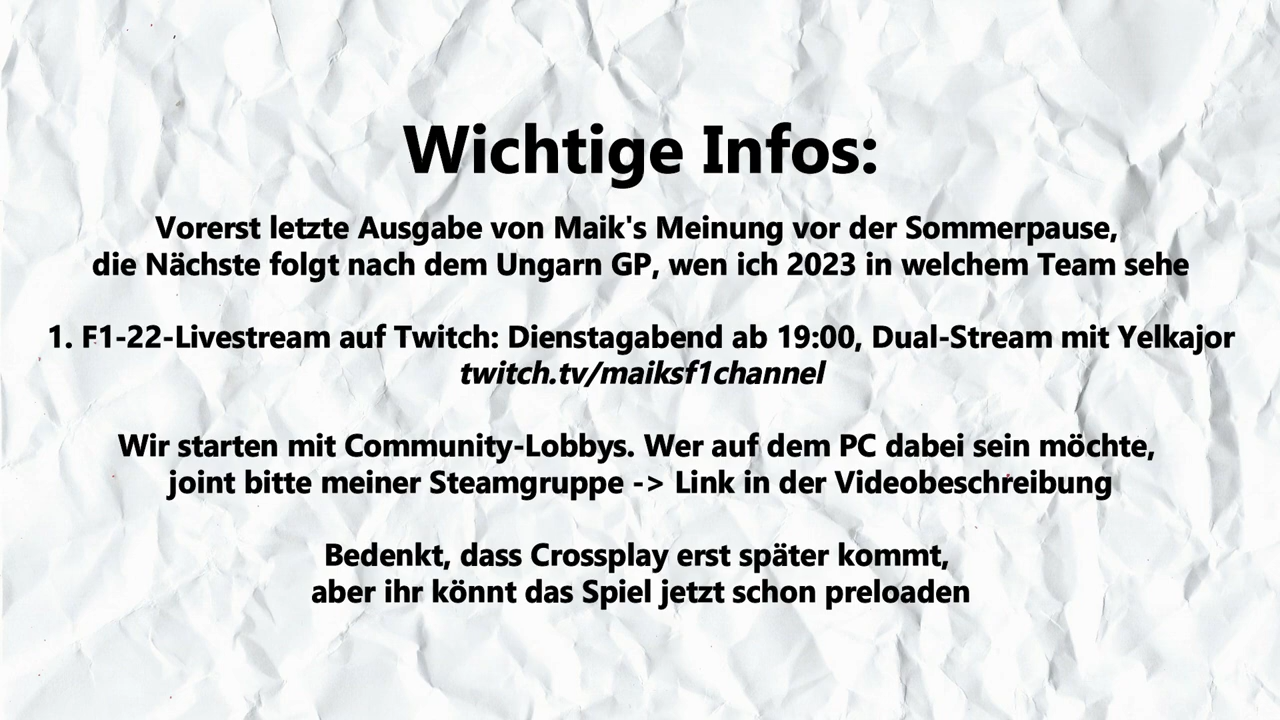 Wichtige Infos:
Vorerst letzte Ausgabe von Maik's Meinung vor der Sommerpause,
die Nächste folgt nach dem Ungarn GP, wen ich 2023 in welchem Team sehe
1. F1-22-Livestream auf Twitch: Dienstagabend ab 19:00, Dual-Stream mit Yelkajor
twitch.tv/maiksf1channel
Wir starten mit Community-Lobbys. Wer auf dem PC dabei sein möchte,
joint bitte meiner Steamgruppe -> Link in der Videobeschreibung
Bedenkt, dass Crossplay erst später kommt,
aber ihr könnt das Spiel jetzt schon preloaden